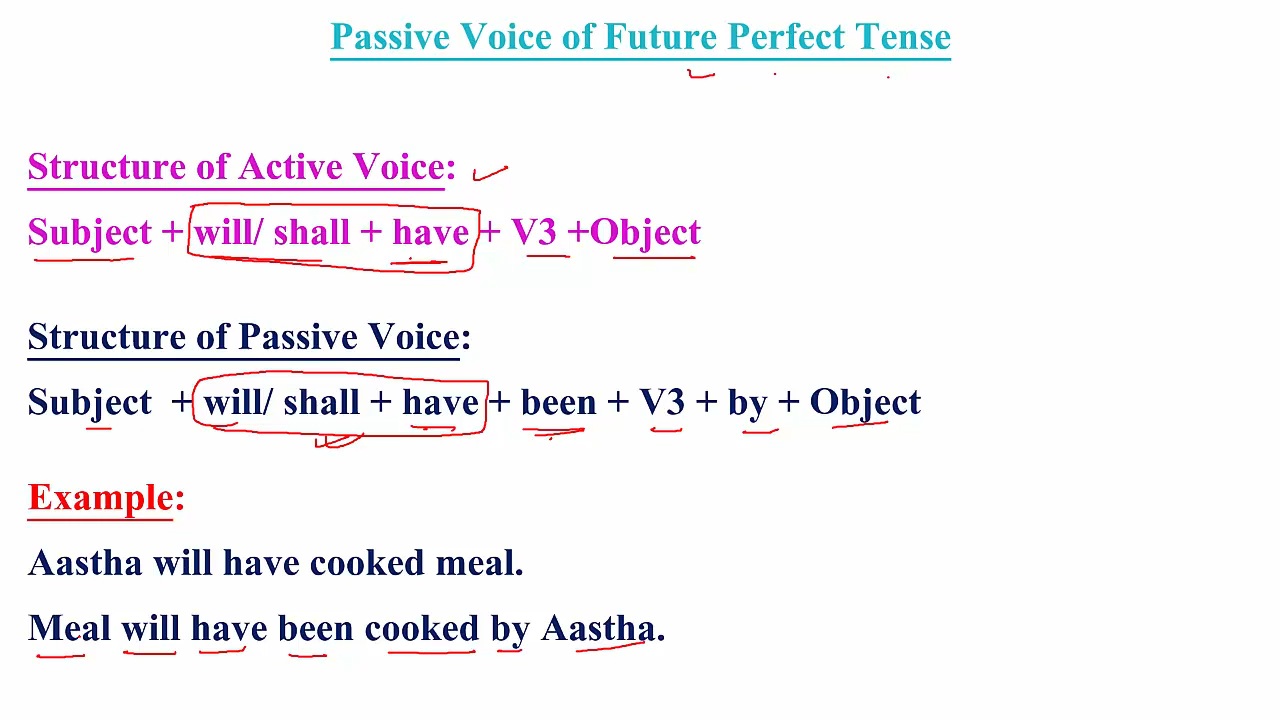 Passive Voice of Future Perfect Tense
Structure of Active Voice:
Subject + will/ shall + have + V3 +Object
Structure of Passive Voice:
Subject + will/ shall + have + been + V3 + by + Object
Example:
Aastha will have cooked meal.
Meal will have been cooked by Aastha.